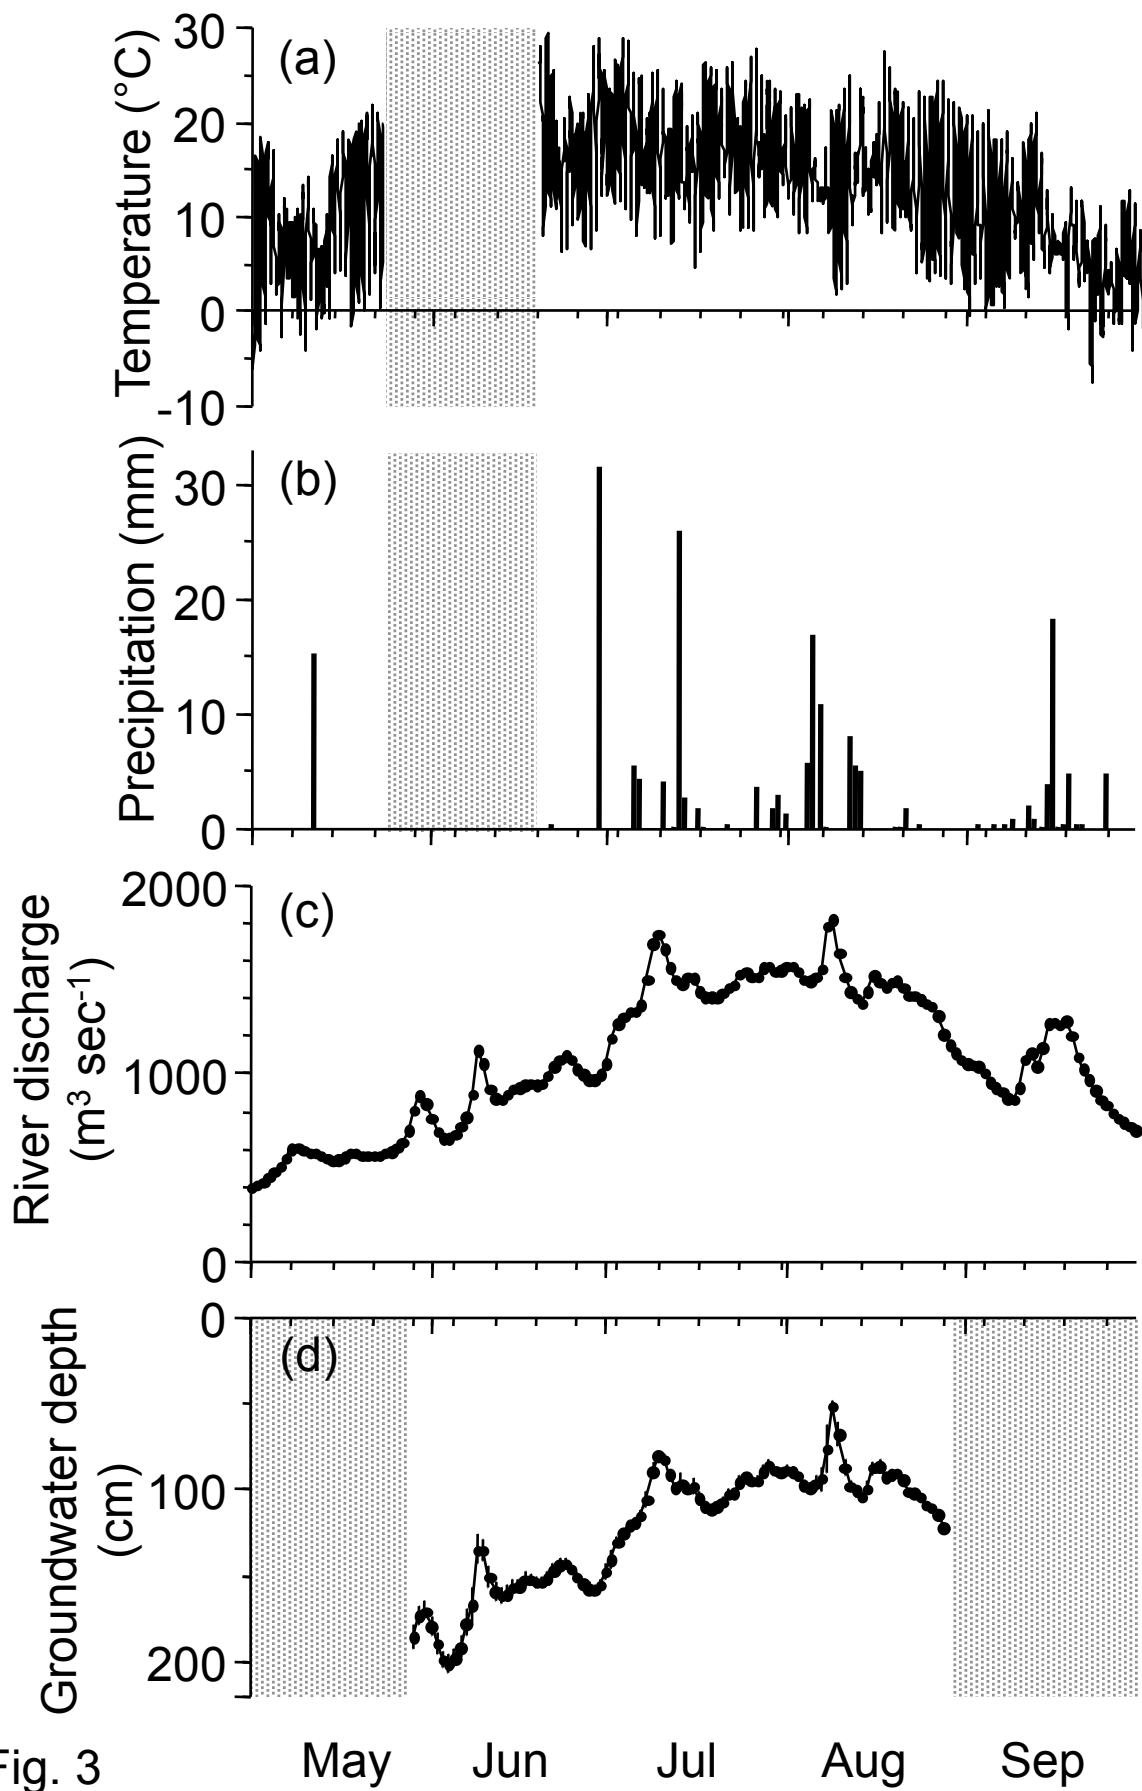 (a)
Temperature (°C)
30
20
10
0
-10
(b)
Precipitation (mm)
30
20
10
0
(c)
River discharge
(m³ sec⁻¹)
2000
1000
0
(d)
Groundwater depth
(cm)
0
100
200
May Jun Jul Aug Sep
Fig. 3